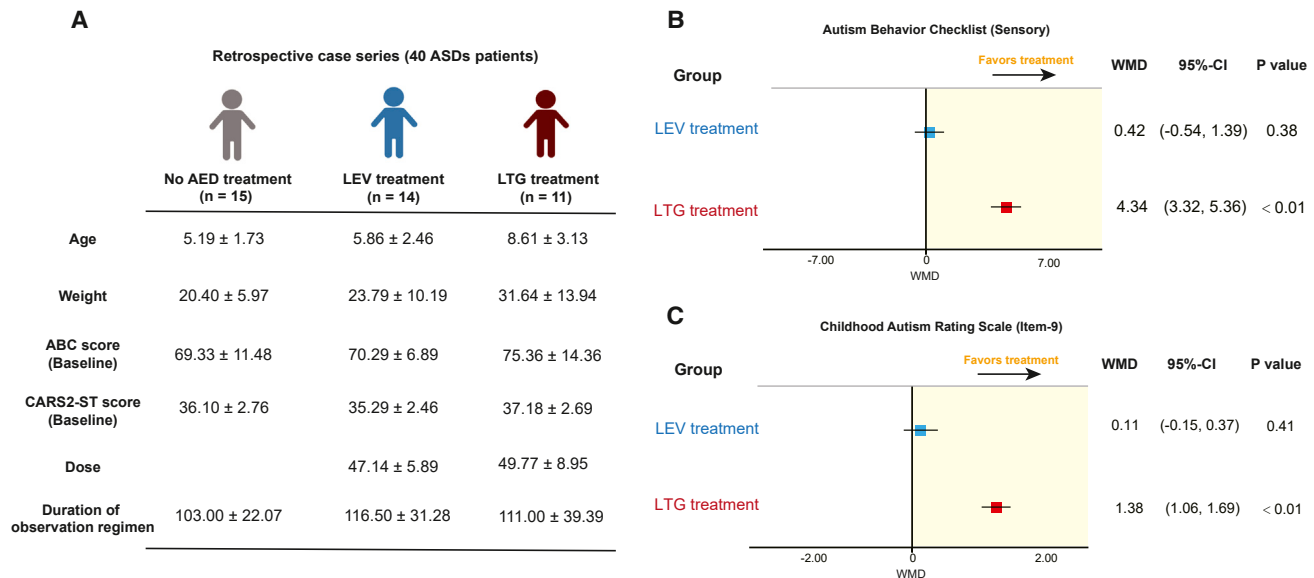 A
Retrospective case series (40 ASDs patients)
No AED treatment LEV treatment LTG treatment
(n = 15) (n = 14) (n = 11)
Age 5.19 ± 1.73 5.86 ± 2.46 8.61 ± 3.13
Weight 20.40 ± 5.97 23.79 ± 10.19 31.64 ± 13.94
ABC score
(Baseline) 69.33 ± 11.48 70.29 ± 6.89 75.36 ± 14.36
CARS2-ST score
(Baseline) 36.10 ± 2.76 35.29 ± 2.46 37.18 ± 2.69
Dose 47.14 ± 5.89 49.77 ± 8.95
Duration of
observation regimen 103.00 ± 22.07 116.50 ± 31.28 111.00 ± 39.39
B
Autism Behavior Checklist (Sensory)
Favors treatment
Group WMD 95%-CI P value
LEV treatment 0.42 (-0.54, 1.39) 0.38
LTG treatment 4.34 (3.32, 5.36) < 0.01
-7.00 0 7.00
WMD
C
Childhood Autism Rating Scale (Item-9)
Favors treatment
Group WMD 95%-CI P value
LEV treatment 0.11 (-0.15, 0.37) 0.41
LTG treatment 1.38 (1.06, 1.69) < 0.01
-2.00 0 2.00
WMD